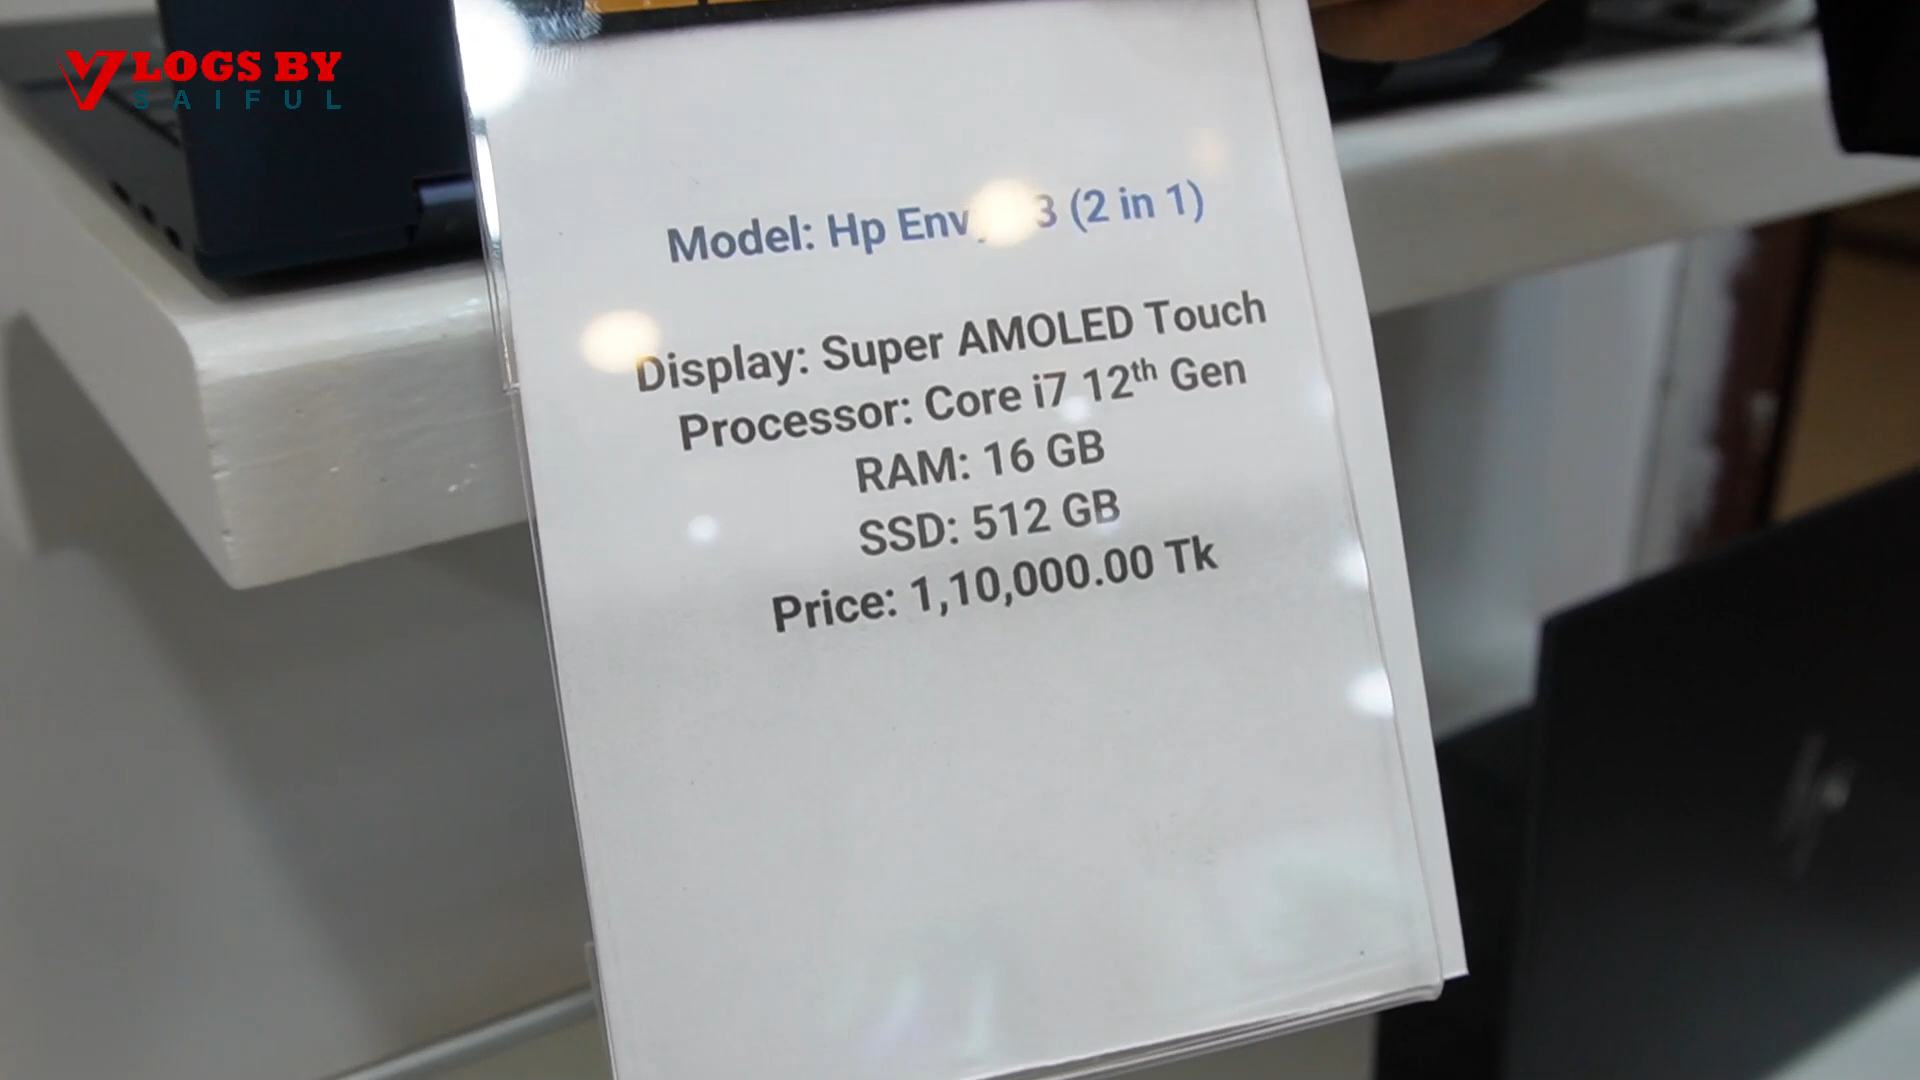 VLOGS BY
SAIFUL
Model: Hp 3 (2 in 1)
Display: Super AMOLED Touch
Processor: Core i7 12th Gen
RAM: 16 GB
SSD: 512 GB
Price: 1,10,000.00 Tk